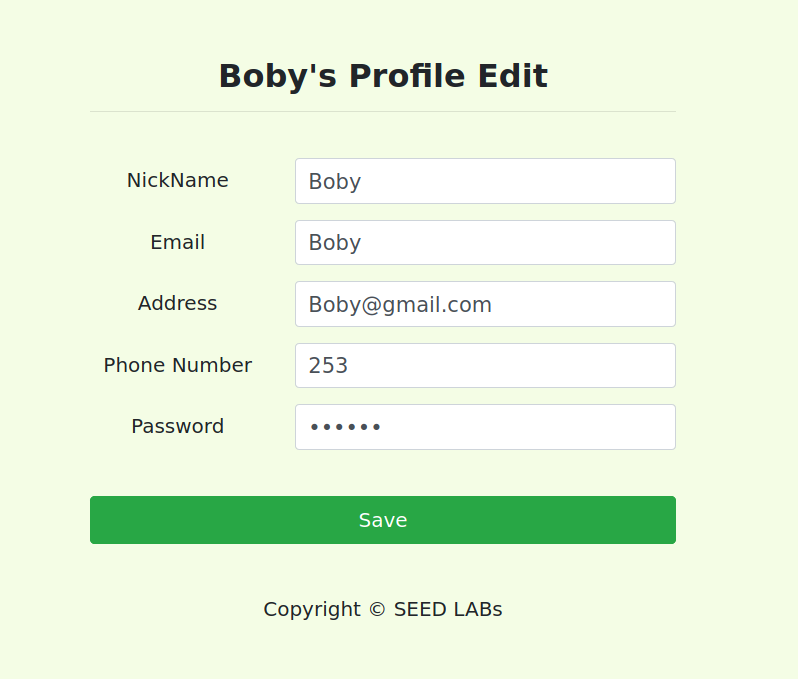 Boby's Profile Edit
NickName Boby
Email Boby
Address Boby@gmail.com
Phone Number 253
Password ••••••
Save
Copyright © SEED LABs